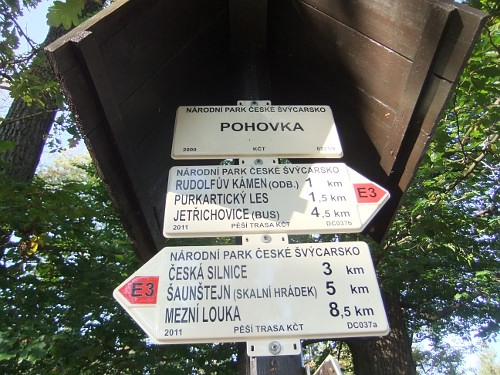 NÁRODNÍ PARK ČESKÉ ŠVÝCARSKO
POHOVKA
2000 KČT
NÁRODNÍ PARK ČESKÉ ŠVÝCARSKO
RUDOLFŮV KÁMEN (ODB.) 1 km
PURKARTICKÝ LES 1,5 km
JETŘICHOVICE (BUS) 4,5 km
E3
2011 PĚŠÍ TRASA KČT DC037b
NÁRODNÍ PARK ČESKÉ ŠVÝCARSKO
ČESKÁ SILNICE 3 km
E3
ŠAUNŠTEJN (SKALNÍ HRÁDEK) 5 km
MEZNÍ LOUKA 8,5 km
2011 PĚŠÍ TRASA KČT DC037a